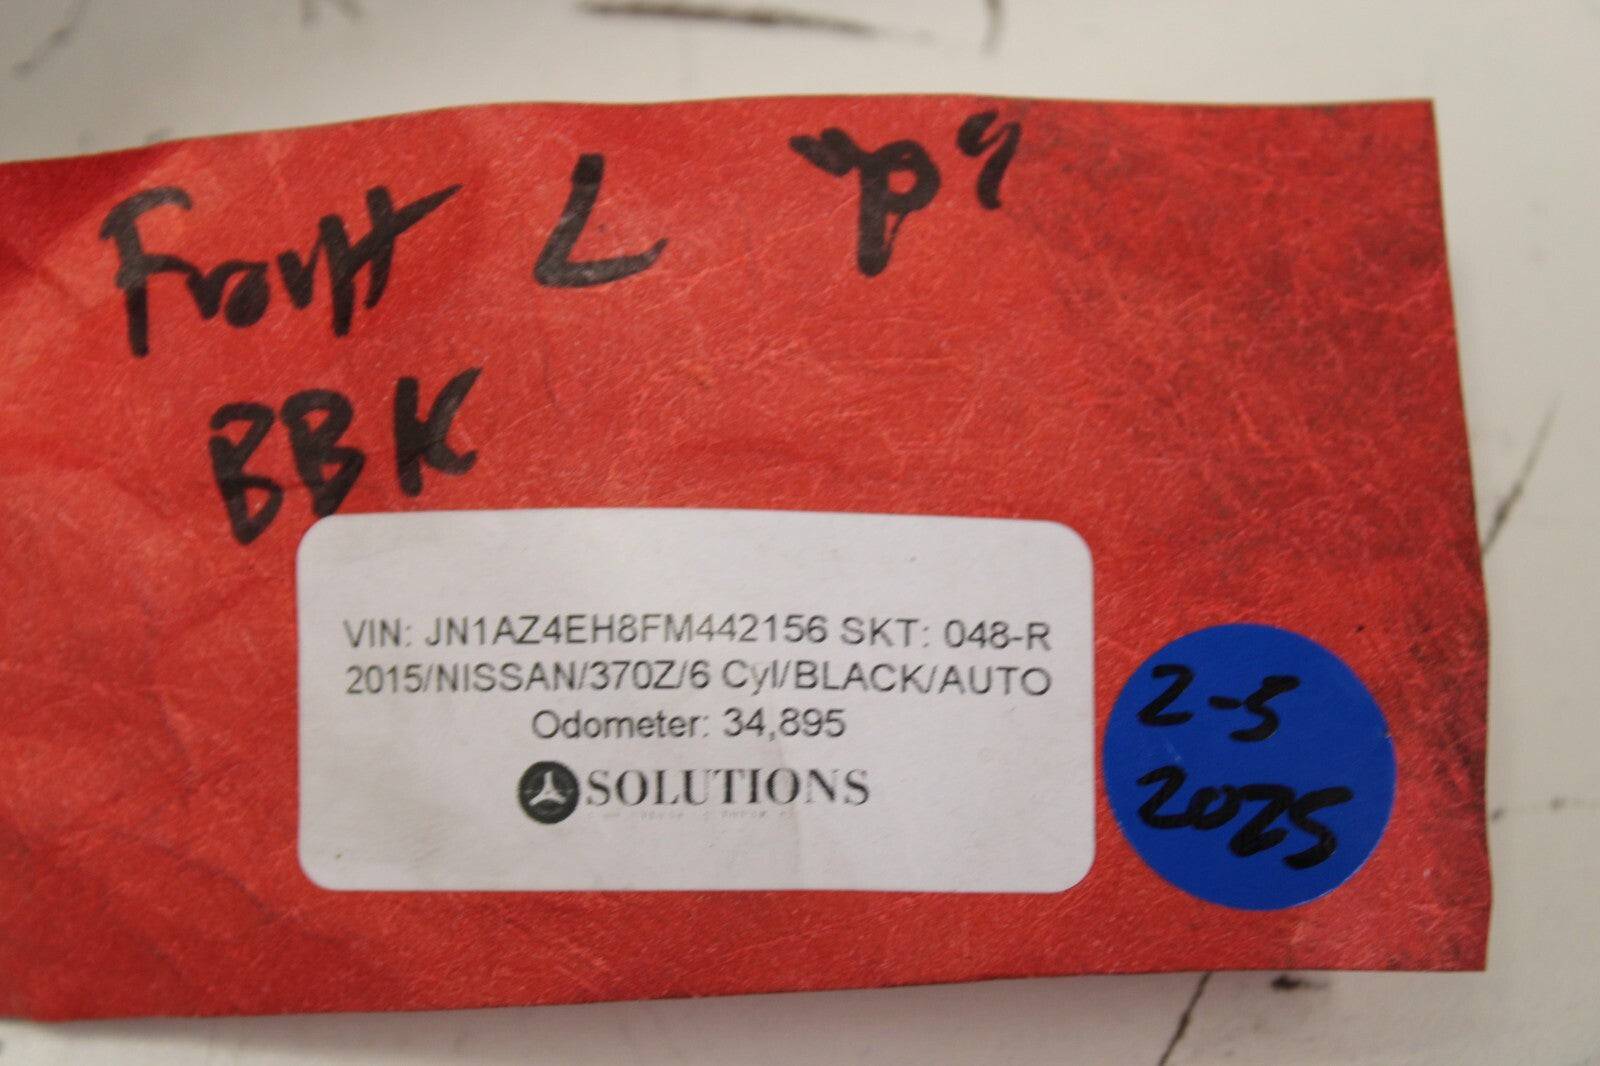 Front L "P"
BBK
VIN: JN1AZ4EH8FM442156 SKT: 048-R
2015/NISSAN/370Z/6 Cyl/BLACK/AUTO
Odometer: 34,895
SOLUTIONS
2-5
2025